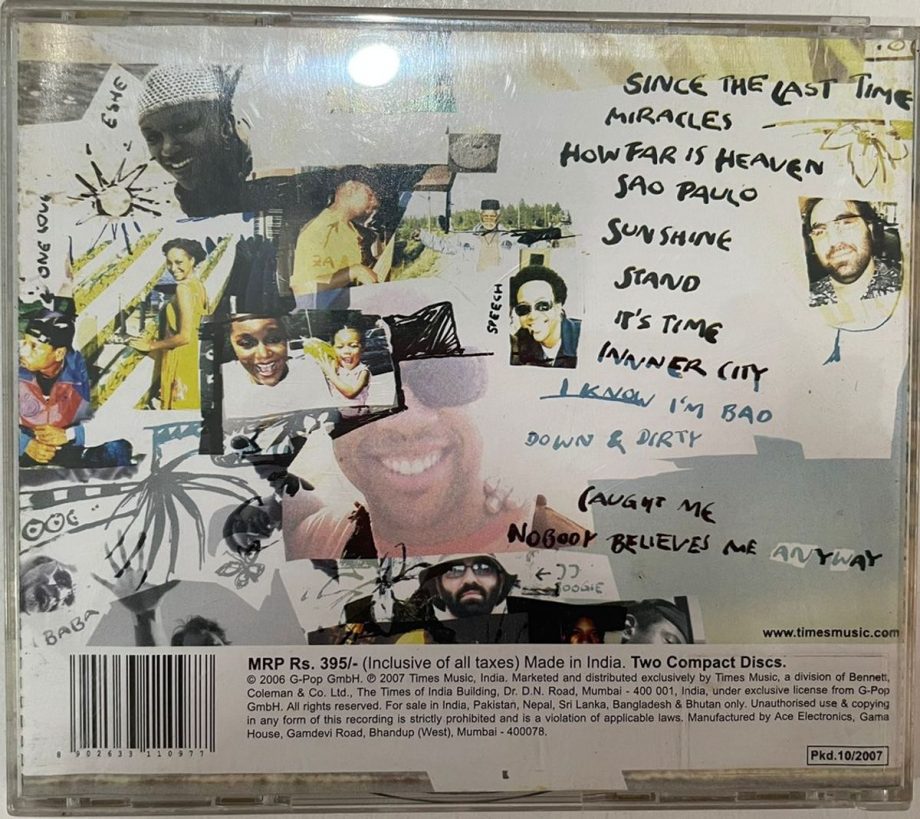 ESHE
SINCE THE LAST TIME
MIRACLES
HOW FAR IS HEAVEN
SAO PAULO
ONE LOVE
SUNSHINE
SPEECH
STAND
IT'S TIME
INNER CITY
I KNOW I'M BAD
DOWN & DIRTY
CAUGHT ME
NOBODY BELIEVES ME ANYWAY
BABA
www.timesmusic.com
MRP Rs. 395/- (Inclusive of all taxes) Made in India. Two Compact Discs.
© 2006 G-Pop GmbH. ℗ 2007 Times Music, India. Marketed and distributed exclusively by Times Music, a division of Bennett,
Coleman & Co. Ltd., The Times of India Building, Dr. D.N. Road, Mumbai - 400 001, India, under exclusive license from G-Pop
GmbH. All rights reserved. For sale in India, Pakistan, Nepal, Sri Lanka, Bangladesh & Bhutan only. Unauthorised use & copying
in any form of this recording is strictly prohibited and is a violation of applicable laws. Manufactured by Ace Electronics, Gama
House, Gamdevi Road, Bhandup (West), Mumbai - 400078.
8 902633 110977
Pkd.10/2007